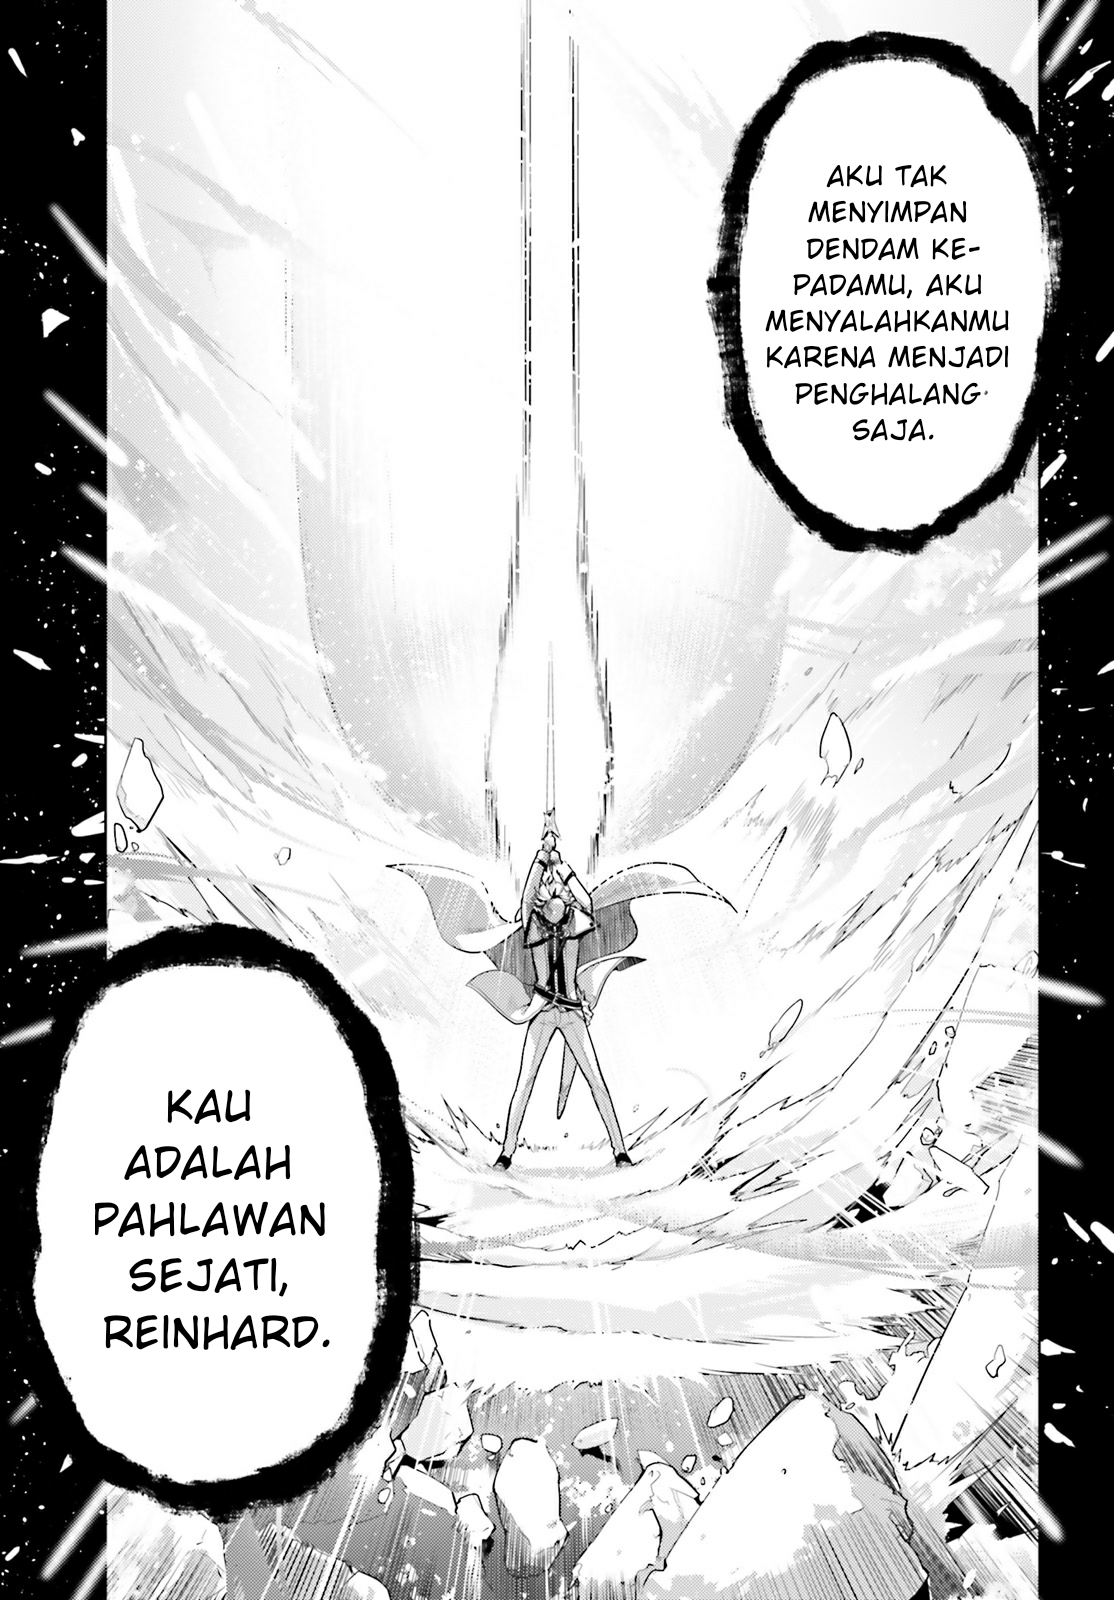 AKU TAK
MENYIMPAN
DENDAM KE-
PADAMU, AKU
MENYALAHKANMU
KARENA MENJADI
PENGHALANG
SAJA.
KAU
ADALAH
PAHLAWAN
SEJATI,
REINHARD.